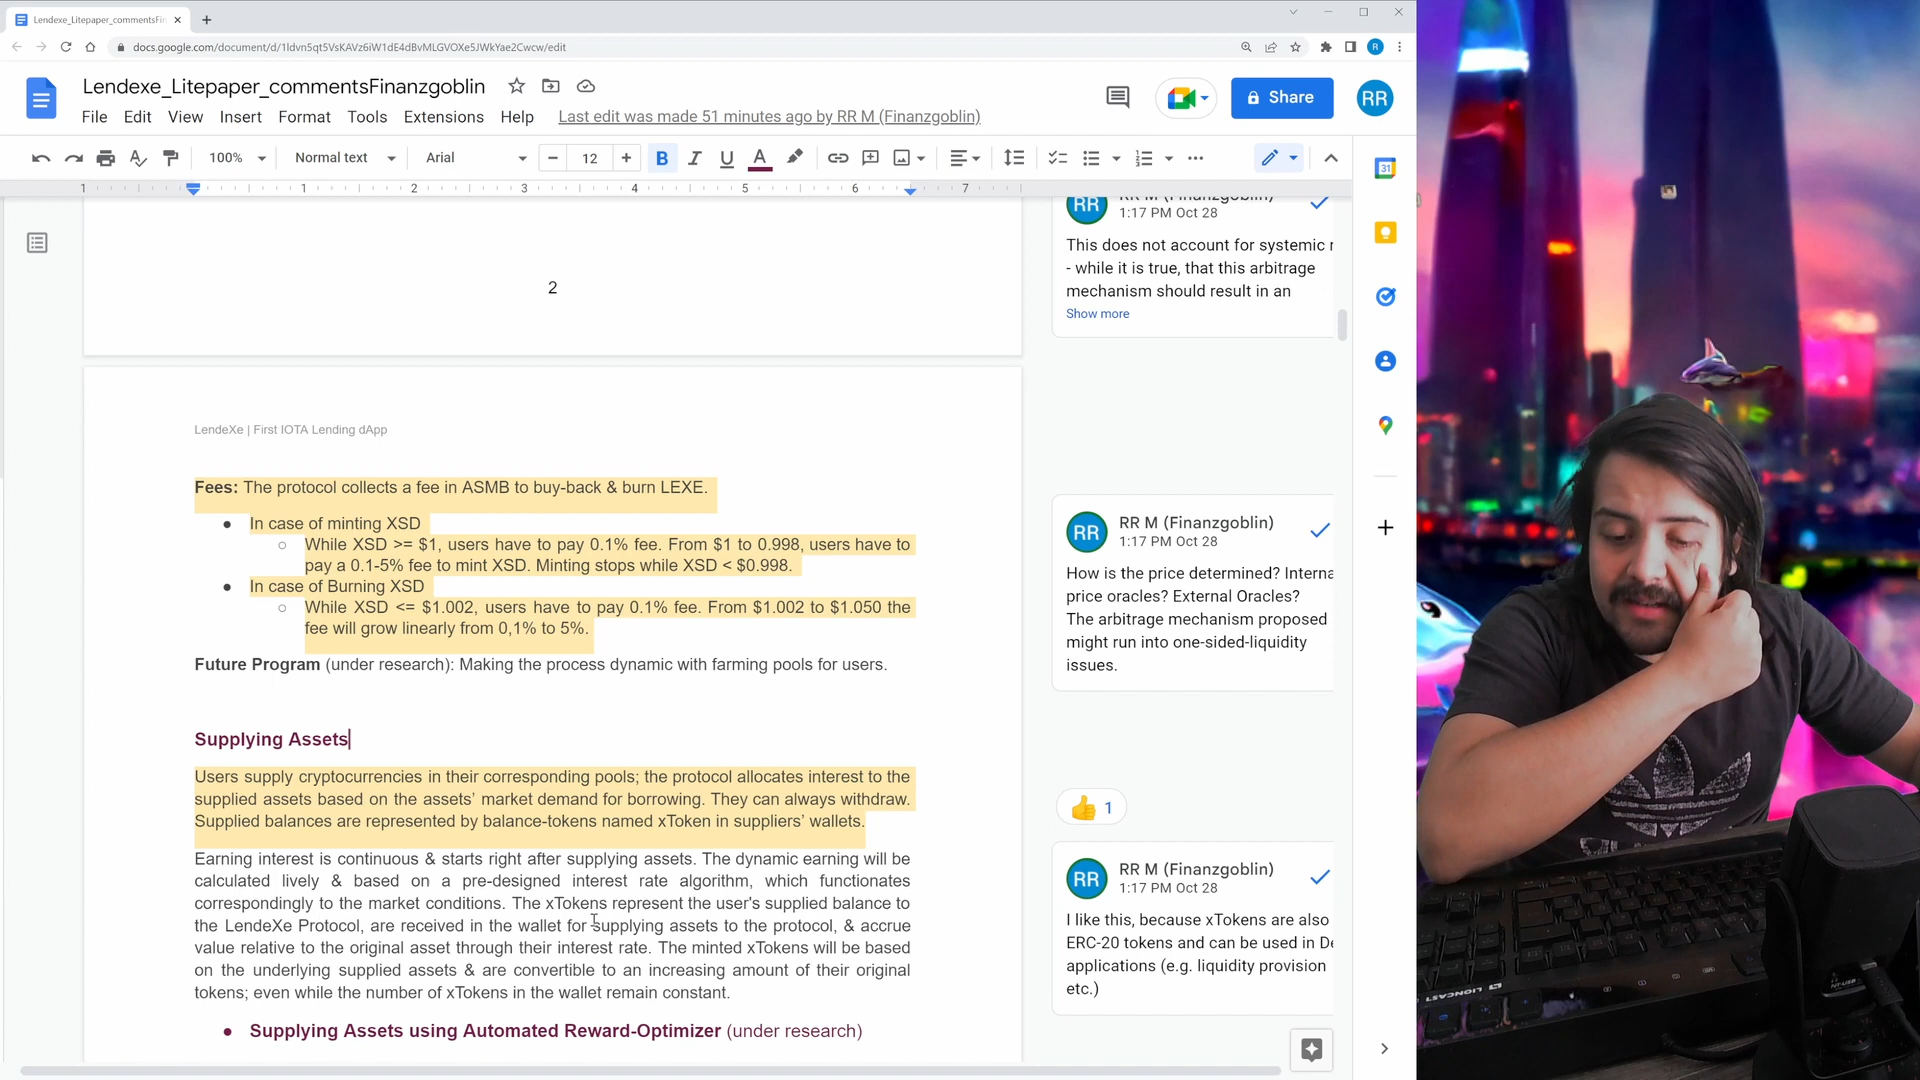 Lendexe_Litepaper_commentsFin
docs.google.com/document/d/1ldvn5qt5VsKAVz6iW1dE4dBvMLGVOXe5JWkYae2Cwcw/edit
R
Lendexe_Litepaper_commentsFinanzgoblin
Share
RR
File Edit View Insert Format Tools Extensions Help Last edit was made 51 minutes ago by RR M (Finanzgoblin)
100% Normal text Arial 12 B I U A
1 1 2 3 4 5 6 7
31
RR M (Finanzgoblin)
1:17 PM Oct 28
This does not account for systemic
- while it is true, that this arbitrage
mechanism should result in an
Show more
2
LendeXe | First IOTA Lending dApp
Fees: The protocol collects a fee in ASMB to buy-back & burn LEXE.
● In case of minting XSD
○ While XSD >= $1, users have to pay 0.1% fee. From $1 to 0.998, users have to
pay a 0.1-5% fee to mint XSD. Minting stops while XSD < $0.998.
● In case of Burning XSD
○ While XSD <= $1.002, users have to pay 0.1% fee. From $1.002 to $1.050 the
fee will grow linearly from 0,1% to 5%.
Future Program (under research): Making the process dynamic with farming pools for users.
RR
RR M (Finanzgoblin)
1:17 PM Oct 28
How is the price determined? Interna
price oracles? External Oracles?
The arbitrage mechanism proposed
might run into one-sided-liquidity
issues.
Supplying Assets
Users supply cryptocurrencies in their corresponding pools; the protocol allocates interest to the
supplied assets based on the assets' market demand for borrowing. They can always withdraw.
Supplied balances are represented by balance-tokens named xToken in suppliers' wallets.
👍 1
Earning interest is continuous & starts right after supplying assets. The dynamic earning will be
calculated lively & based on a pre-designed interest rate algorithm, which functionates
correspondingly to the market conditions. The xTokens represent the user's supplied balance to
the LendeXe Protocol, are received in the wallet for supplying assets to the protocol, & accrue
value relative to the original asset through their interest rate. The minted xTokens will be based
on the underlying supplied assets & are convertible to an increasing amount of their original
tokens; even while the number of xTokens in the wallet remain constant.
RR
RR M (Finanzgoblin)
1:17 PM Oct 28
I like this, because xTokens are also
ERC-20 tokens and can be used in De
applications (e.g. liquidity provision
etc.)
● Supplying Assets using Automated Reward-Optimizer (under research)
LIONCAST